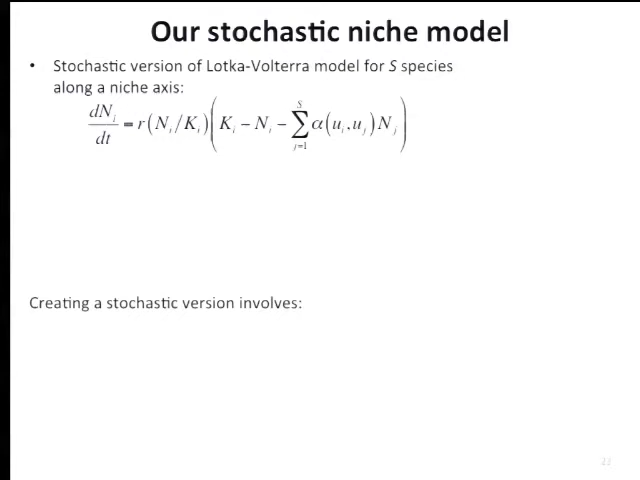 Our stochastic niche model
• Stochastic version of Lotka-Volterra model for S species
along a niche axis:
dN_i/dt = r(N_i/K_i)(K_i − N_i − ∑_{j=1}^{S} α(u_i, u_j)N_j)
Creating a stochastic version involves:
23